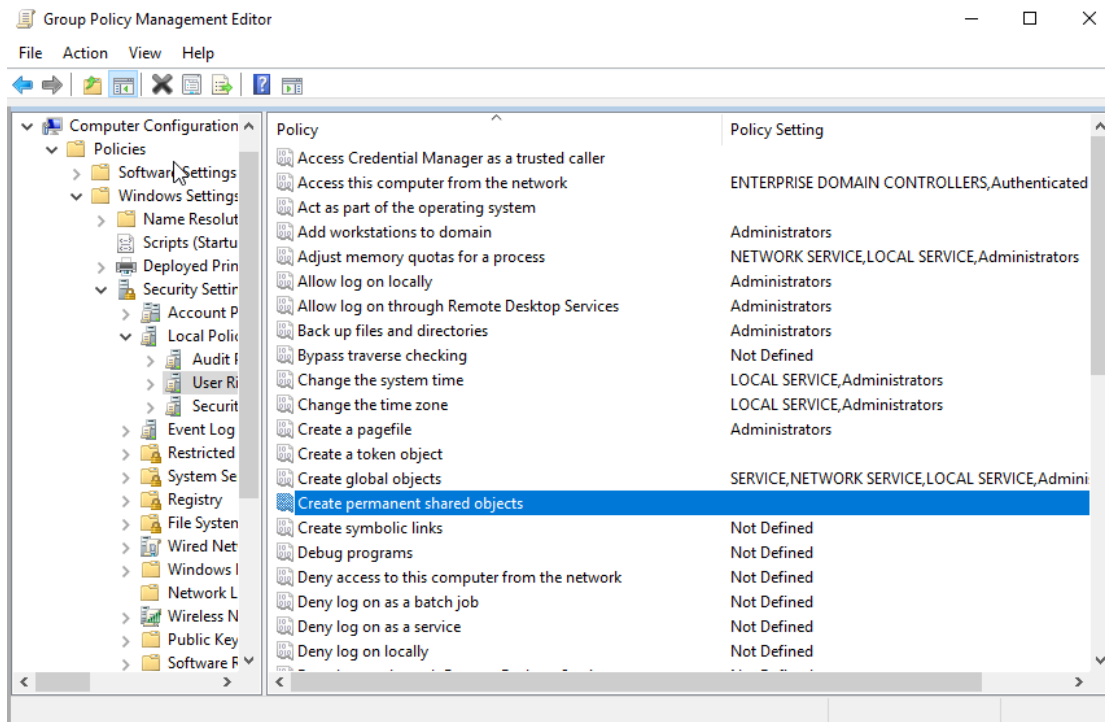 Group Policy Management Editor
File Action View Help
Computer Configuration
Policies
Software Settings
Windows Settings
Name Resolut
Scripts (Startu
Deployed Prin
Security Settin
Account P
Local Polic
Audit P
User Ri
Securit
Event Log
Restricted
System Se
Registry
File System
Wired Net
Windows
Network L
Wireless N
Public Key
Software R
Policy Policy Setting
Access Credential Manager as a trusted caller
Access this computer from the network ENTERPRISE DOMAIN CONTROLLERS,Authenticated
Act as part of the operating system
Add workstations to domain Administrators
Adjust memory quotas for a process NETWORK SERVICE,LOCAL SERVICE,Administrators
Allow log on locally Administrators
Allow log on through Remote Desktop Services Administrators
Back up files and directories Administrators
Bypass traverse checking Not Defined
Change the system time LOCAL SERVICE,Administrators
Change the time zone LOCAL SERVICE,Administrators
Create a pagefile Administrators
Create a token object
Create global objects SERVICE,NETWORK SERVICE,LOCAL SERVICE,Admini
Create permanent shared objects
Create symbolic links Not Defined
Debug programs Not Defined
Deny access to this computer from the network Not Defined
Deny log on as a batch job Not Defined
Deny log on as a service Not Defined
Deny log on locally Not Defined